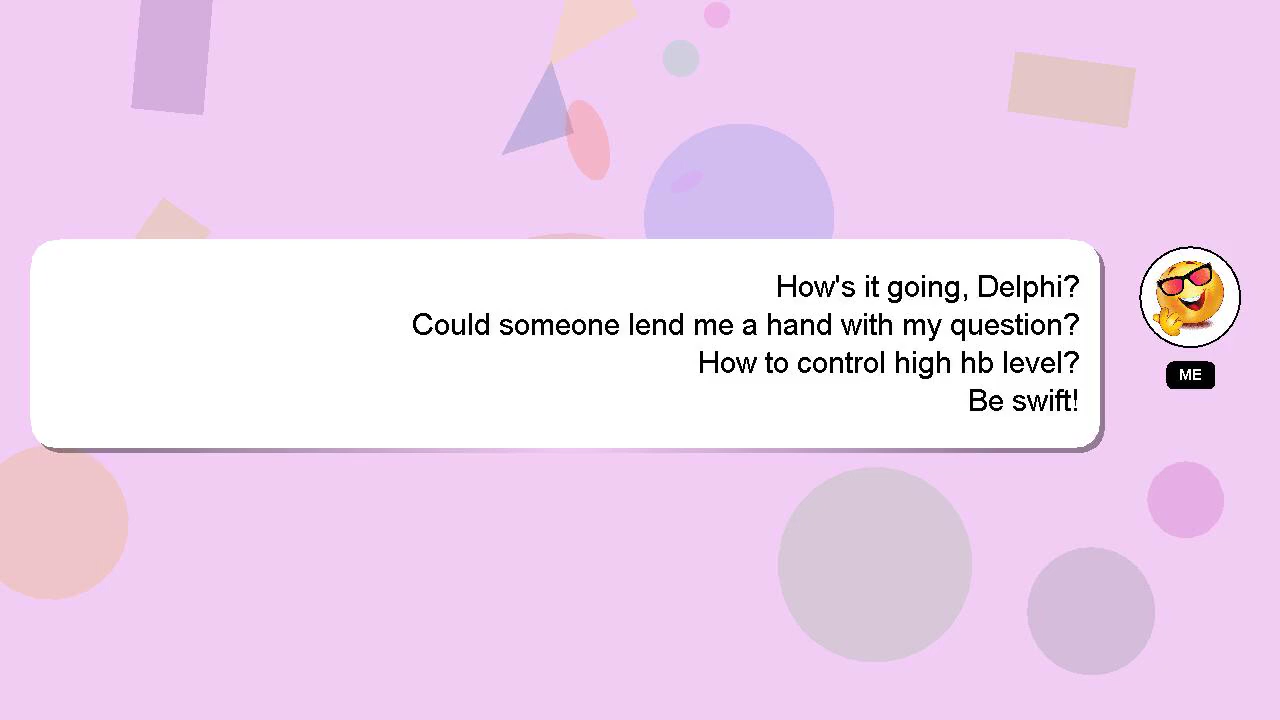 How's it going, Delphi?
Could someone lend me a hand with my question?
How to control high hb level?
Be swift!
ME